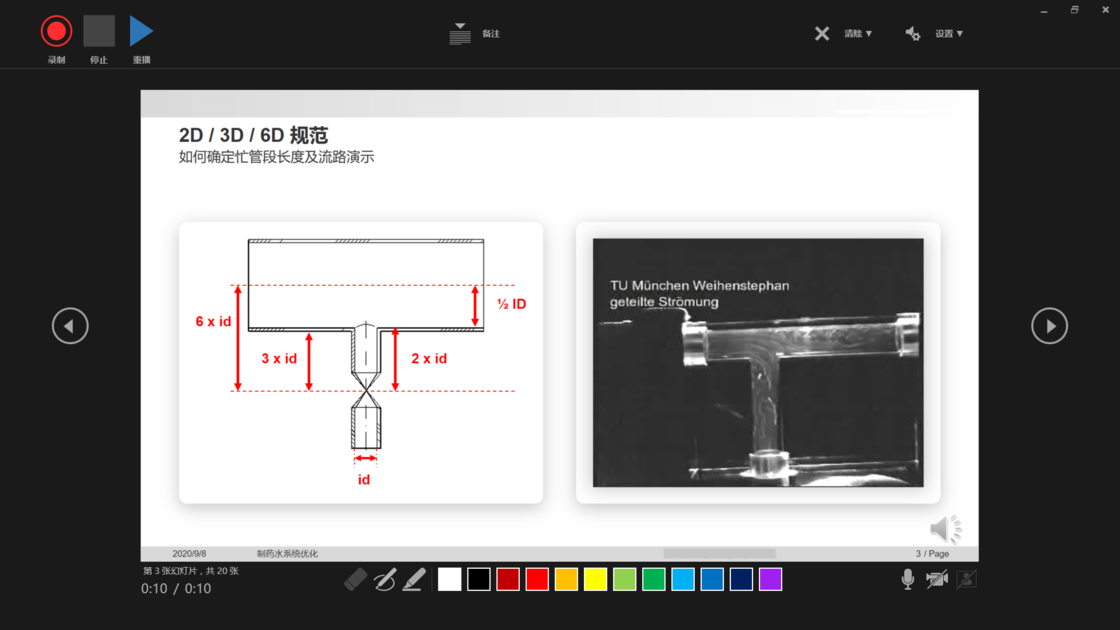 录制
停止
重播
备注
清除
设置
2D / 3D / 6D 规范
如何确定忙管段长度及流路演示
6 x id
3 x id
2 x id
½ ID
id
TU München Weihenstephan
geteilte Strömung
2020/9/8
制药水系统优化
3 / Page
第 3 张幻灯片，共 20 张
0:10 / 0:10